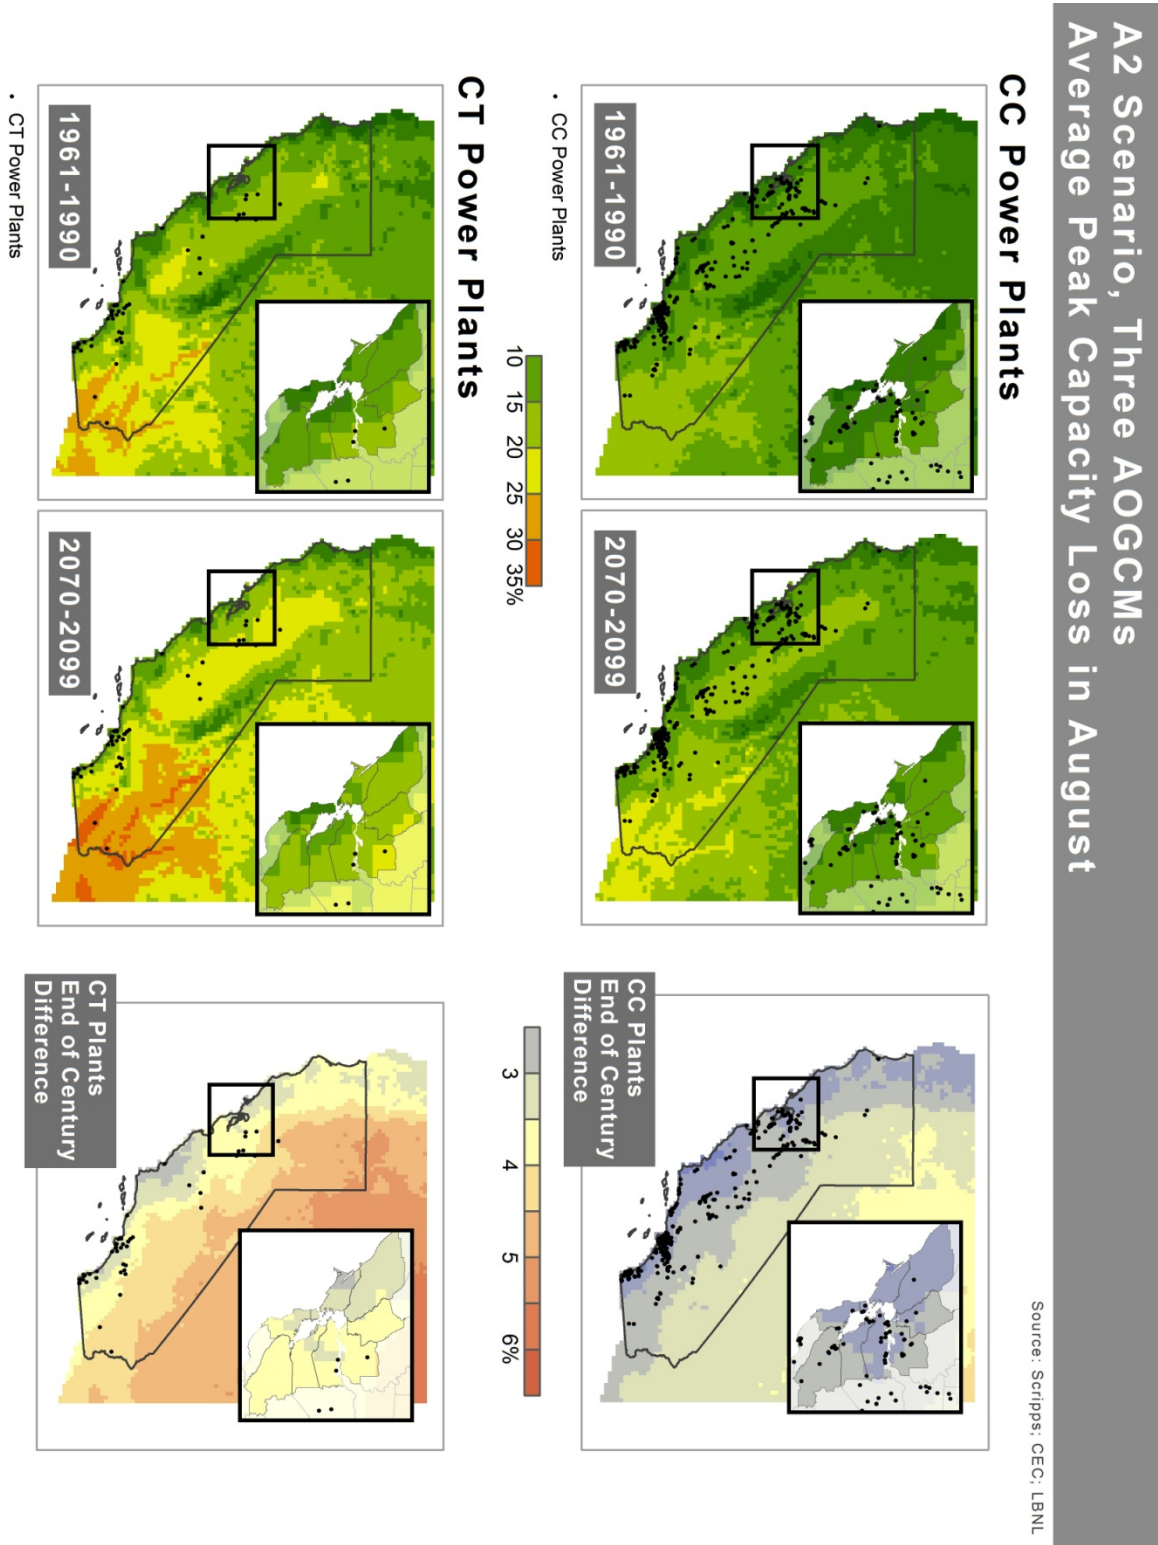 A2 Scenario, Three AOGCMs
Average Peak Capacity Loss in August
Source: Scripps; CEC; LBNL
CC Power Plants
1961-1990
2070-2099
CC Plants
End of Century
Difference
• CC Power Plants
10 15 20 25 30 35%
3 4 5 6%
CT Power Plants
1961-1990
2070-2099
CT Plants
End of Century
Difference
• CT Power Plants